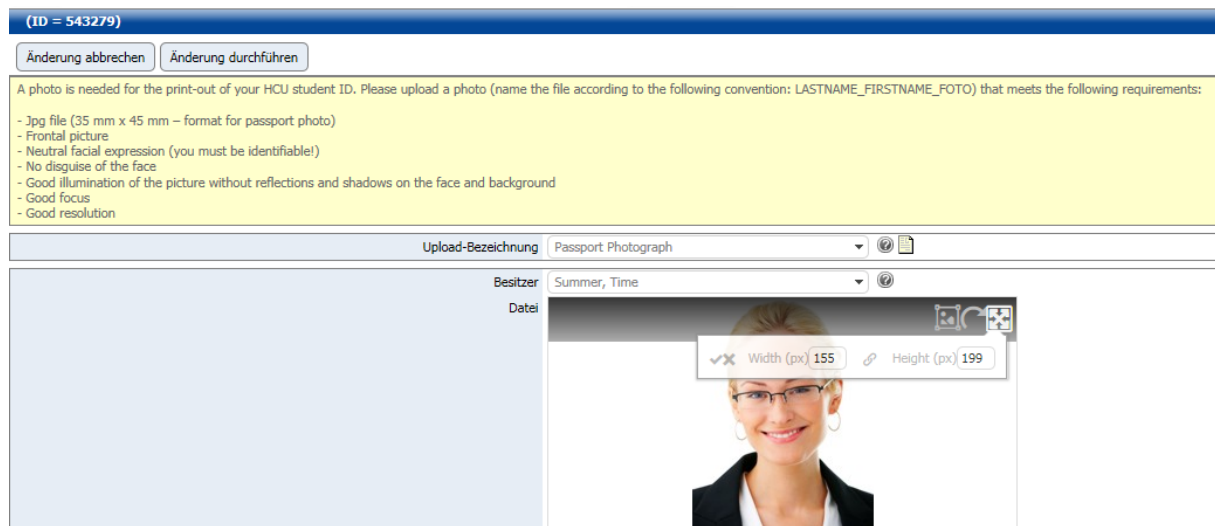 (ID = 543279)
Änderung abbrechen Änderung durchführen
A photo is needed for the print-out of your HCU student ID. Please upload a photo (name the file according to the following convention: LASTNAME_FIRSTNAME_FOTO) that meets the following requirements:
- Jpg file (35 mm x 45 mm – format for passport photo)
- Frontal picture
- Neutral facial expression (you must be identifiable!)
- No disguise of the face
- Good illumination of the picture without reflections and shadows on the face and background
- Good focus
- Good resolution
Upload-Bezeichnung Passport Photograph
Besitzer Summer, Time
Datei
Width (px) 155 Height (px) 199